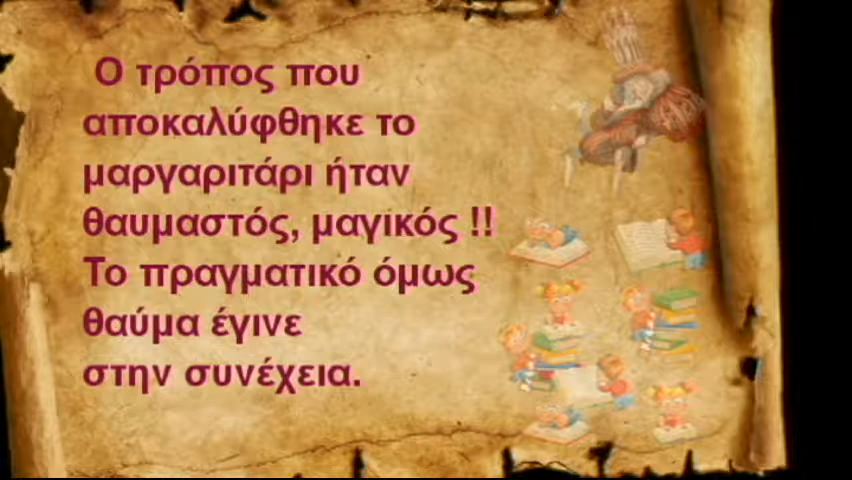 Ο τρόπος που
αποκαλύφθηκε το
μαργαριτάρι ήταν
θαυμαστός, μαγικός !!
Το πραγματικό όμως
θαύμα έγινε
στην συνέχεια.